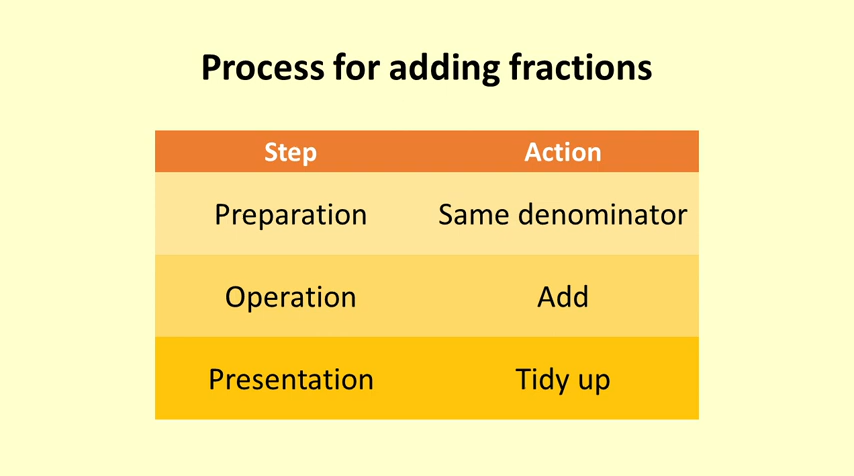 Process for adding fractions
Step Action
Preparation Same denominator
Operation Add
Presentation Tidy up